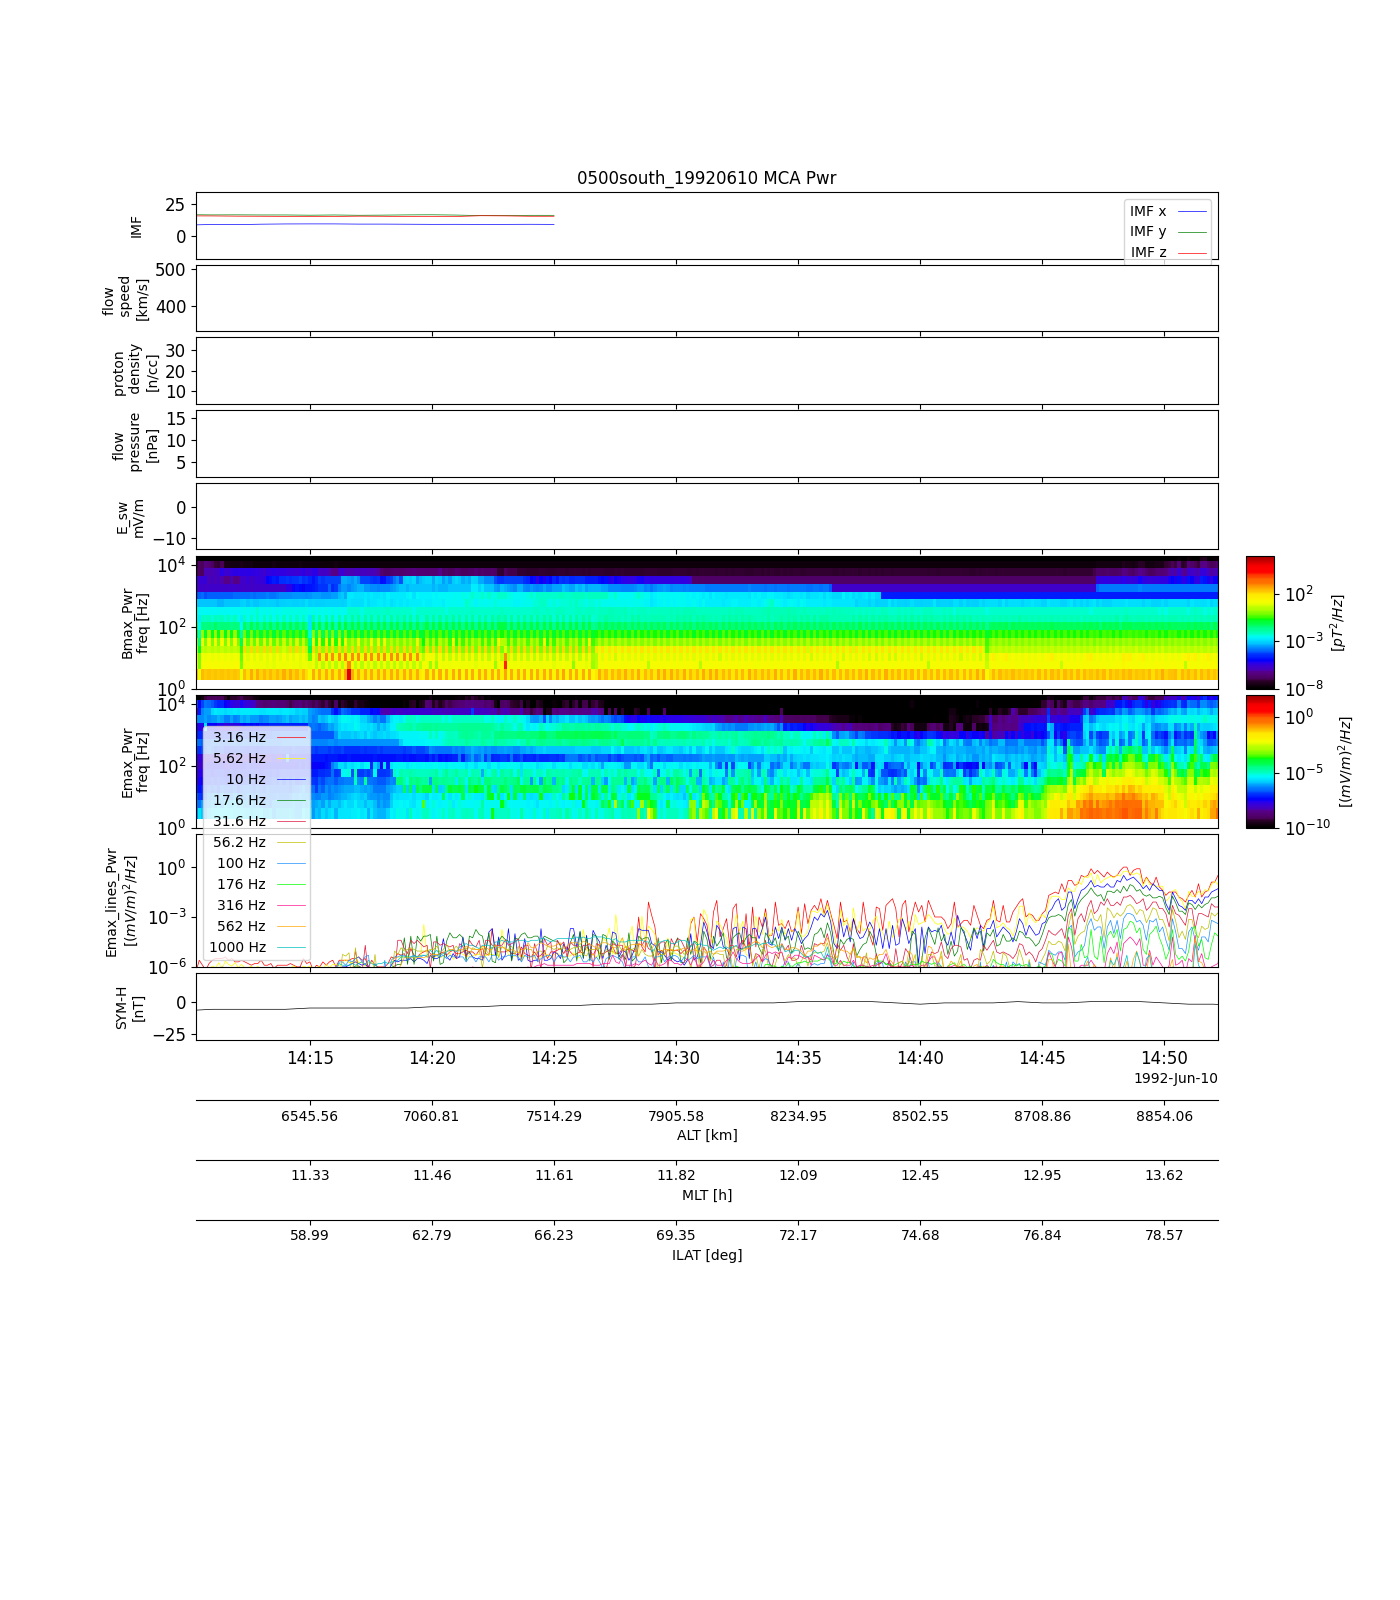 0500south_19920610 MCA Pwr
25
0
IMF
IMF x
IMF y
IMF z
500
400
flow
speed
[km/s]
30
20
10
proton
density
[n/cc]
15
10
5
flow
pressure
[nPa]
0
−10
E_sw
mV/m
10^4
10^2
10^0
Bmax_Pwr
freq [Hz]
10^2
10^−3
10^−8
[pT^2/Hz]
10^4
10^2
10^0
Emax_Pwr
freq [Hz]
10^0
10^−5
10^−10
[(mV/m)^2/Hz]
3.16 Hz
5.62 Hz
10 Hz
17.6 Hz
31.6 Hz
56.2 Hz
100 Hz
176 Hz
316 Hz
562 Hz
1000 Hz
10^0
10^−3
10^−6
Emax_lines_Pwr
[(mV/m)^2/Hz]
0
−25
SYM-H
[nT]
14:15 14:20 14:25 14:30 14:35 14:40 14:45 14:50
1992-Jun-10
6545.56 7060.81 7514.29 7905.58 8234.95 8502.55 8708.86 8854.06
ALT [km]
11.33 11.46 11.61 11.82 12.09 12.45 12.95 13.62
MLT [h]
58.99 62.79 66.23 69.35 72.17 74.68 76.84 78.57
ILAT [deg]